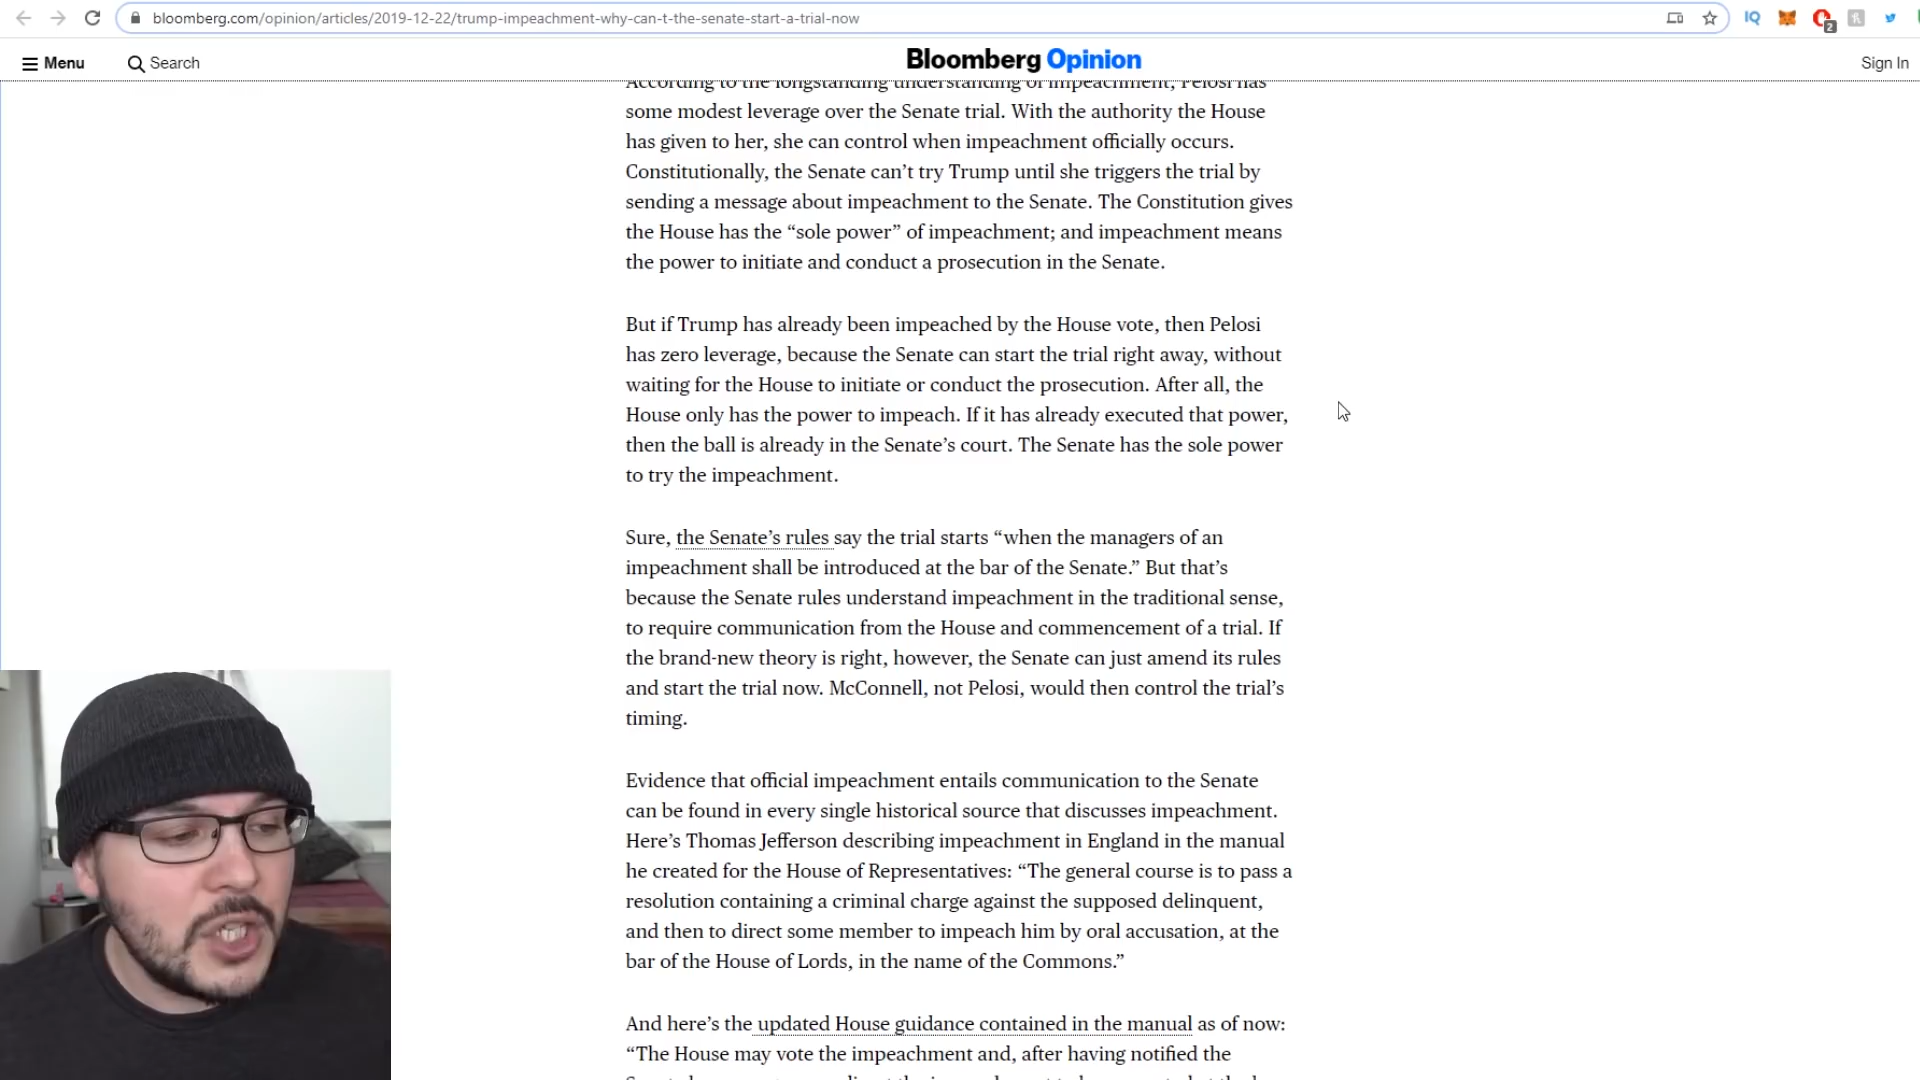 bloomberg.com/opinion/articles/2019-12-22/trump-impeachment-why-can-t-the-senate-start-a-trial-now
IQ
2
Menu
Search
Bloomberg Opinion
Sign In
According to the longstanding understanding of impeachment, Pelosi has
some modest leverage over the Senate trial. With the authority the House
has given to her, she can control when impeachment officially occurs.
Constitutionally, the Senate can’t try Trump until she triggers the trial by
sending a message about impeachment to the Senate. The Constitution gives
the House has the “sole power” of impeachment; and impeachment means
the power to initiate and conduct a prosecution in the Senate.
But if Trump has already been impeached by the House vote, then Pelosi
has zero leverage, because the Senate can start the trial right away, without
waiting for the House to initiate or conduct the prosecution. After all, the
House only has the power to impeach. If it has already executed that power,
then the ball is already in the Senate’s court. The Senate has the sole power
to try the impeachment.
Sure, the Senate’s rules say the trial starts “when the managers of an
impeachment shall be introduced at the bar of the Senate.” But that’s
because the Senate rules understand impeachment in the traditional sense,
to require communication from the House and commencement of a trial. If
the brand-new theory is right, however, the Senate can just amend its rules
and start the trial now. McConnell, not Pelosi, would then control the trial’s
timing.
Evidence that official impeachment entails communication to the Senate
can be found in every single historical source that discusses impeachment.
Here’s Thomas Jefferson describing impeachment in England in the manual
he created for the House of Representatives: “The general course is to pass a
resolution containing a criminal charge against the supposed delinquent,
and then to direct some member to impeach him by oral accusation, at the
bar of the House of Lords, in the name of the Commons.”
And here’s the updated House guidance contained in the manual as of now:
“The House may vote the impeachment and, after having notified the